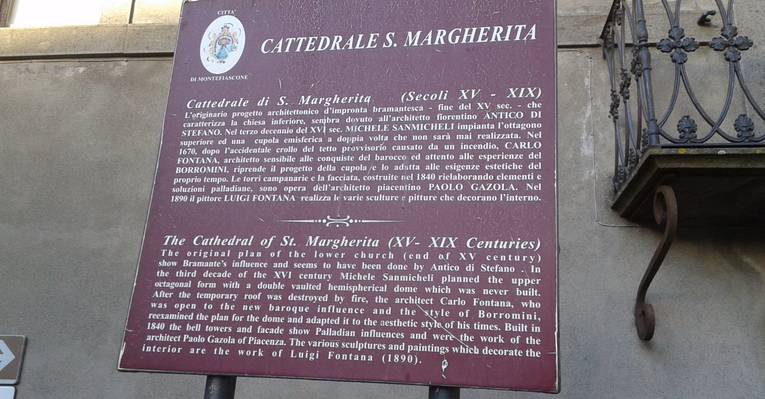 CITTA'
DI MONTEFIASCONE
CATTEDRALE S. MARGHERITA
Cattedrale di S. Margherita (Secoli XV - XIX)
L'originario progetto architettonico d'impronta bramantesca - fine del XV sec. - che
caratterizza la chiesa inferiore, sembra dovuto all'architetto fiorentino ANTICO DI
STEFANO. Nel terzo decennio del XVI sec. MICHELE SANMICHELI impianta l'ottagono
superiore ed una cupola emisferica a doppia volta che non sarà mai realizzata. Nel
1670, dopo l'accidentale crollo del tetto provvisorio causato da un incendio, CARLO
FONTANA, architetto sensibile alle conquiste del barocco ed attento alle esperienze del
BORROMINI, riprende il progetto della cupola e lo adatta alle esigenze estetiche del
proprio tempo. Le torri campanarie e la facciata, costruite nel 1840 rielaborando elementi e
soluzioni palladiane, sono opera dell'architetto piacentino PAOLO GAZOLA. Nel
1890 il pittore LUIGI FONTANA realizza le varie sculture e pitture che decorano l'interno.
The Cathedral of St. Margherita (XV- XIX Centuries)
The original plan of the lower church (end of XV century)
show Bramante's influence and seems to have been done by Antico di Stefano . In
the third decade of the XVI century Michele Sanmicheli planned the upper
octagonal form with a double vaulted hemispherical dome which was never built.
After the temporary roof was destroyed by fire, the architect Carlo Fontana, who
was open to the new baroque influence and the style of Borromini,
reexamined the plan for the dome and adapted it to the aesthetic style of his times. Built in
1840 the bell towers and facade show Palladian influences and were the work of the
architect Paolo Gazola of Piacenza. The various sculptures and paintings which decorate the
interior are the work of Luigi Fontana (1890).